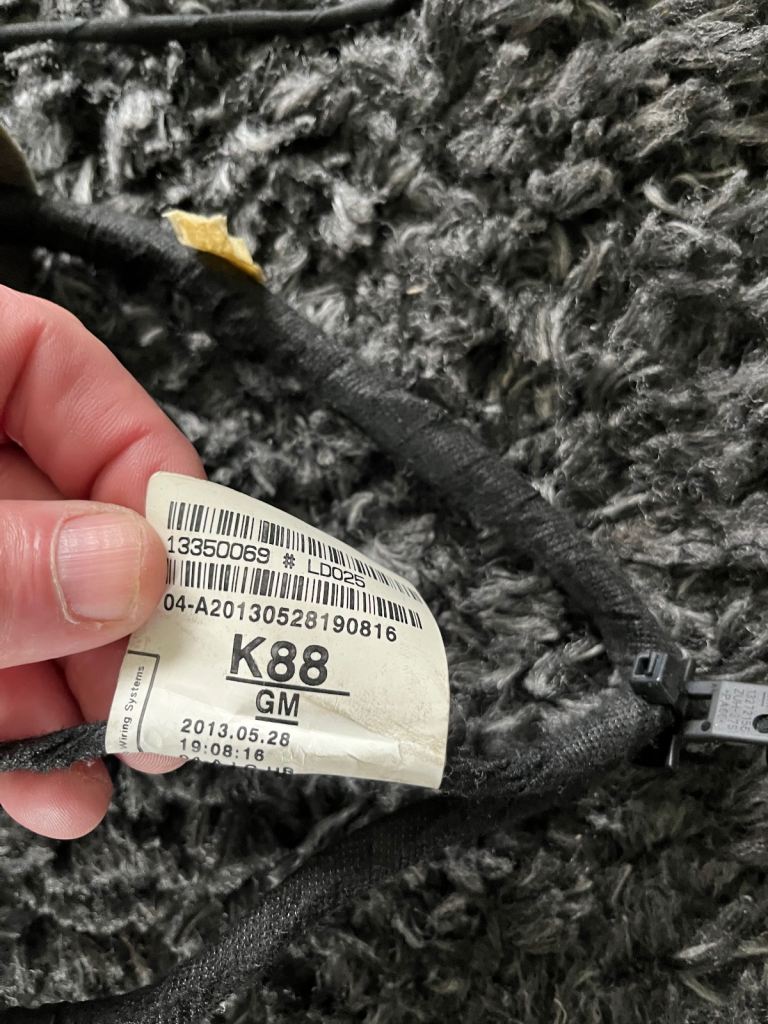 13350069 # LD025
04-A20130528190816
K88
GM
Wiring Systems
2013.05.28
19:08:16